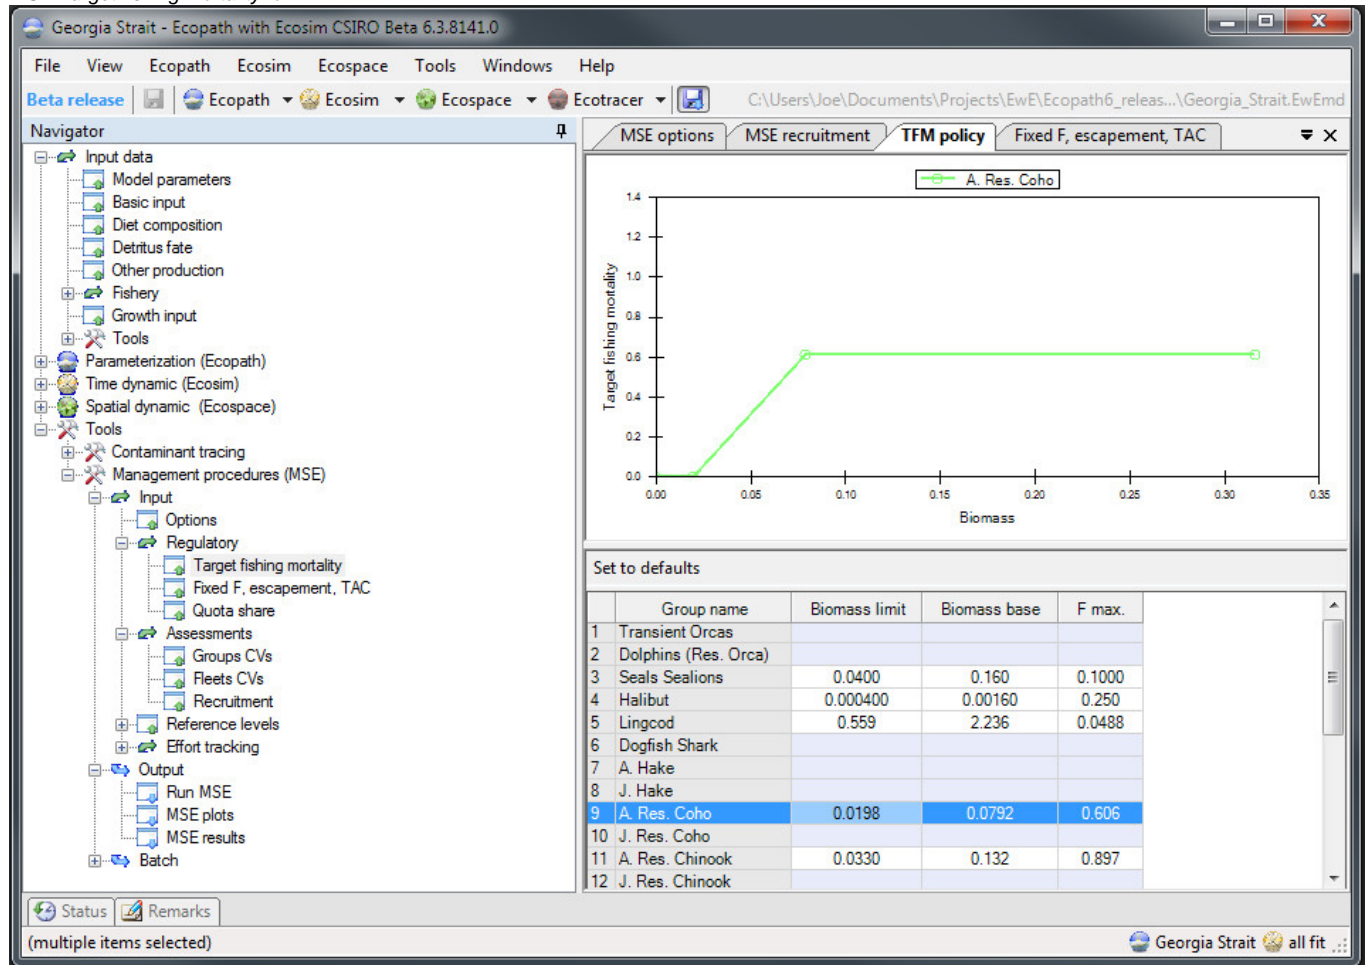 Georgia Strait - Ecopath with Ecosim CSIRO Beta 6.3.8141.0
File View Ecopath Ecosim Ecospace Tools Windows Help
Beta release Ecopath Ecosim Ecospace Ecotracer C:\Users\Joe\Documents\Projects\EwE\Ecopath6_releas...\Georgia_Strait.EwEmd
Navigator
Input data
Model parameters
Basic input
Diet composition
Detritus fate
Other production
Fishery
Growth input
Tools
Parameterization (Ecopath)
Time dynamic (Ecosim)
Spatial dynamic (Ecospace)
Tools
Contaminant tracing
Management procedures (MSE)
Input
Options
Regulatory
Target fishing mortality
Fixed F, escapement, TAC
Quota share
Assessments
Groups CVs
Fleets CVs
Recruitment
Reference levels
Effort tracking
Output
Run MSE
MSE plots
MSE results
Batch
MSE options MSE recruitment TFM policy Fixed F, escapement, TAC
A. Res. Coho
1.4
1.2
1.0
0.8
0.6
0.4
0.2
0.0
Target fishing mortality
0.00 0.05 0.10 0.15 0.20 0.25 0.30 0.35
Biomass
Set to defaults
Group name Biomass limit Biomass base F max.
1 Transient Orcas
2 Dolphins (Res. Orca)
3 Seals Sealions 0.0400 0.160 0.1000
4 Halibut 0.000400 0.00160 0.250
5 Lingcod 0.559 2.236 0.0488
6 Dogfish Shark
7 A. Hake
8 J. Hake
9 A. Res. Coho 0.0198 0.0792 0.606
10 J. Res. Coho
11 A. Res. Chinook 0.0330 0.132 0.897
12 J. Res. Chinook
Status Remarks
(multiple items selected) Georgia Strait all fit